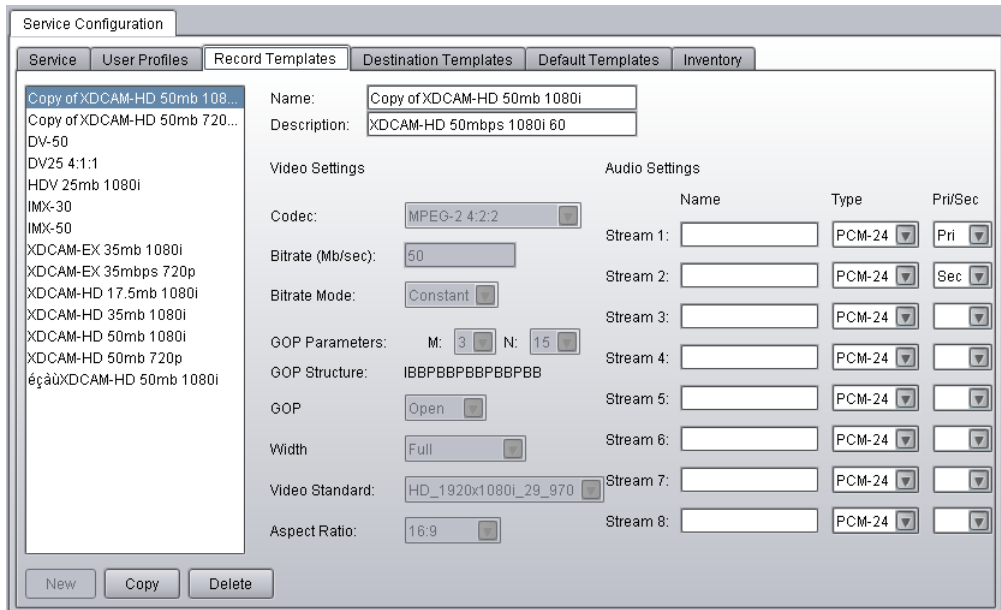 Service Configuration
Service User Profiles Record Templates Destination Templates Default Templates Inventory
Copy of XDCAM-HD 50mb 108...
Copy of XDCAM-HD 50mb 720...
DV-50
DV25 4:1:1
HDV 25mb 1080i
IMX-30
IMX-50
XDCAM-EX 35mb 1080i
XDCAM-EX 35mbps 720p
XDCAM-HD 17.5mb 1080i
XDCAM-HD 35mb 1080i
XDCAM-HD 50mb 1080i
XDCAM-HD 50mb 720p
éçàùXDCAM-HD 50mb 1080i
New Copy Delete
Name: Copy of XDCAM-HD 50mb 1080i
Description: XDCAM-HD 50mbps 1080i 60
Video Settings
Codec: MPEG-2 4:2:2
Bitrate (Mb/sec): 50
Bitrate Mode: Constant
GOP Parameters: M: 3 N: 15
GOP Structure: IBBPBBPBBPBBPBB
GOP Open
Width Full
Video Standard: HD_1920x1080i_29_970
Aspect Ratio: 16:9
Audio Settings
Name Type Pri/Sec
Stream 1: PCM-24 Pri
Stream 2: PCM-24 Sec
Stream 3: PCM-24
Stream 4: PCM-24
Stream 5: PCM-24
Stream 6: PCM-24
Stream 7: PCM-24
Stream 8: PCM-24